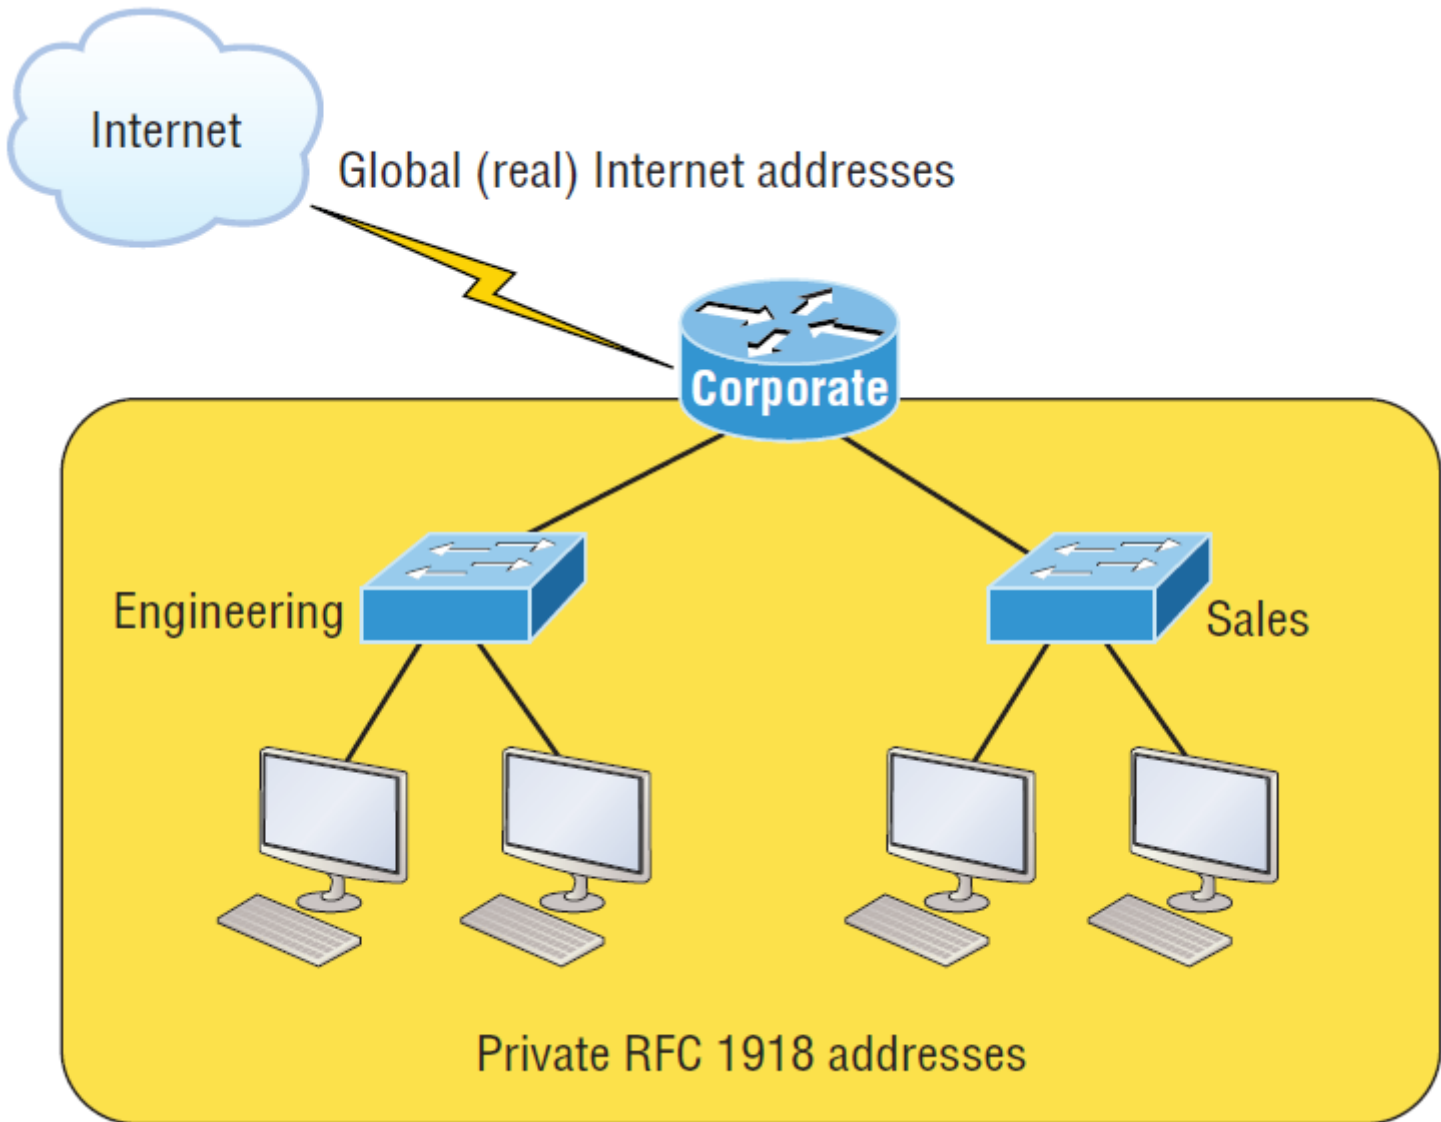 Internet
Global (real) Internet addresses
Corporate
Engineering
Sales
Private RFC 1918 addresses